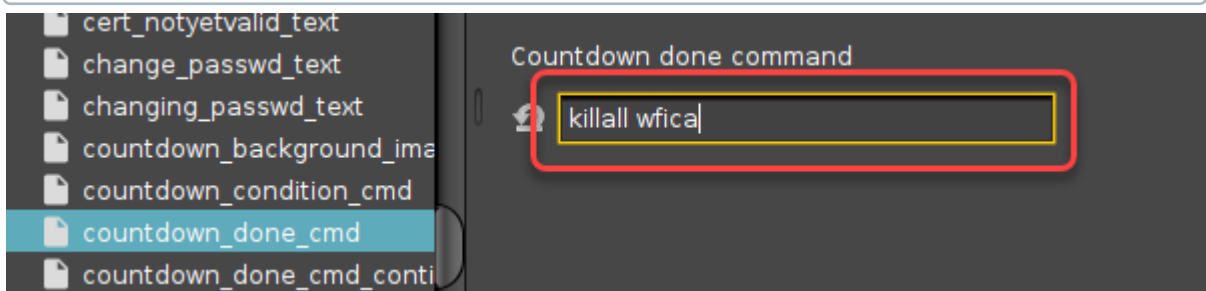 cert_notyetvalid_text
change_passwd_text
changing_passwd_text
countdown_background_ima
countdown_condition_cmd
countdown_done_cmd
countdown_done_cmd_conti
Countdown done command
killall wfica